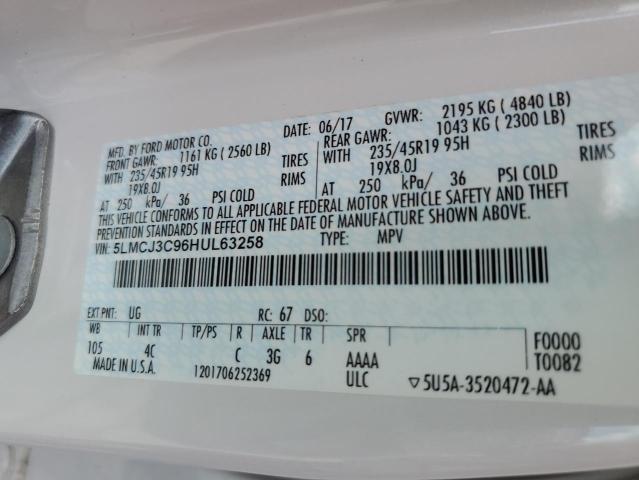 MFD. BY FORD MOTOR CO.
DATE: 06/17 GVWR: 2195 KG ( 4840 LB)
FRONT GAWR: 1161 KG ( 2560 LB) REAR GAWR: 1043 KG ( 2300 LB)
WITH 235/45R19 95H TIRES WITH 235/45R19 95H TIRES
19X8.0J RIMS 19X8.0J RIMS
AT 250 kPa/ 36 PSI COLD AT 250 kPa/ 36 PSI COLD
THIS VEHICLE CONFORMS TO ALL APPLICABLE FEDERAL MOTOR VEHICLE SAFETY AND THEFT
PREVENTION STANDARDS IN EFFECT ON THE DATE OF MANUFACTURE SHOWN ABOVE.
VIN: 5LMCJ3C96HUL63258 TYPE: MPV
EXT PNT: UG RC: 67 DSO:
WB INT TR TP/PS R AXLE TR SPR F0000
105 4C C 3G 6 AAAA T0082
MADE IN U.S.A. 1201706252369 ULC ▽5U5A-3520472-AA